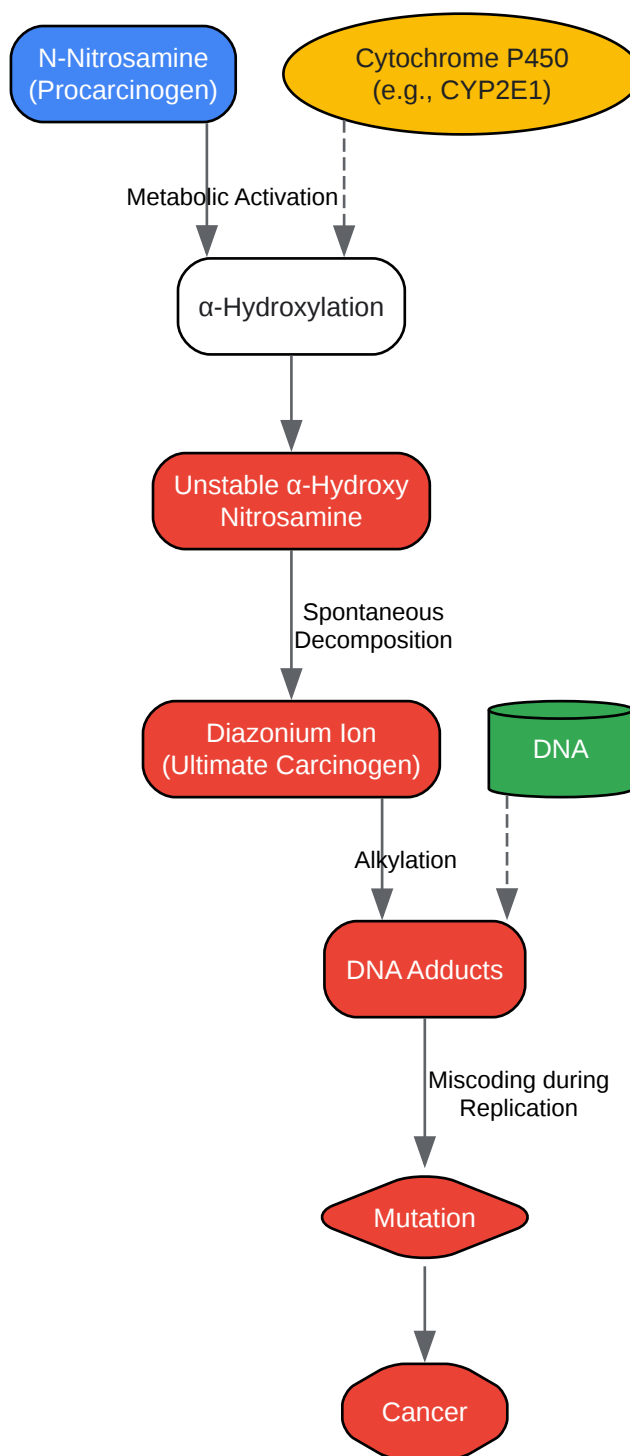 N-Nitrosamine
(Procarcinogen)
Cytochrome P450
(e.g., CYP2E1)
Metabolic Activation
α-Hydroxylation
Unstable α-Hydroxy
Nitrosamine
Spontaneous
Decomposition
Diazonium Ion
(Ultimate Carcinogen)
DNA
Alkylation
DNA Adducts
Miscoding during
Replication
Mutation
Cancer